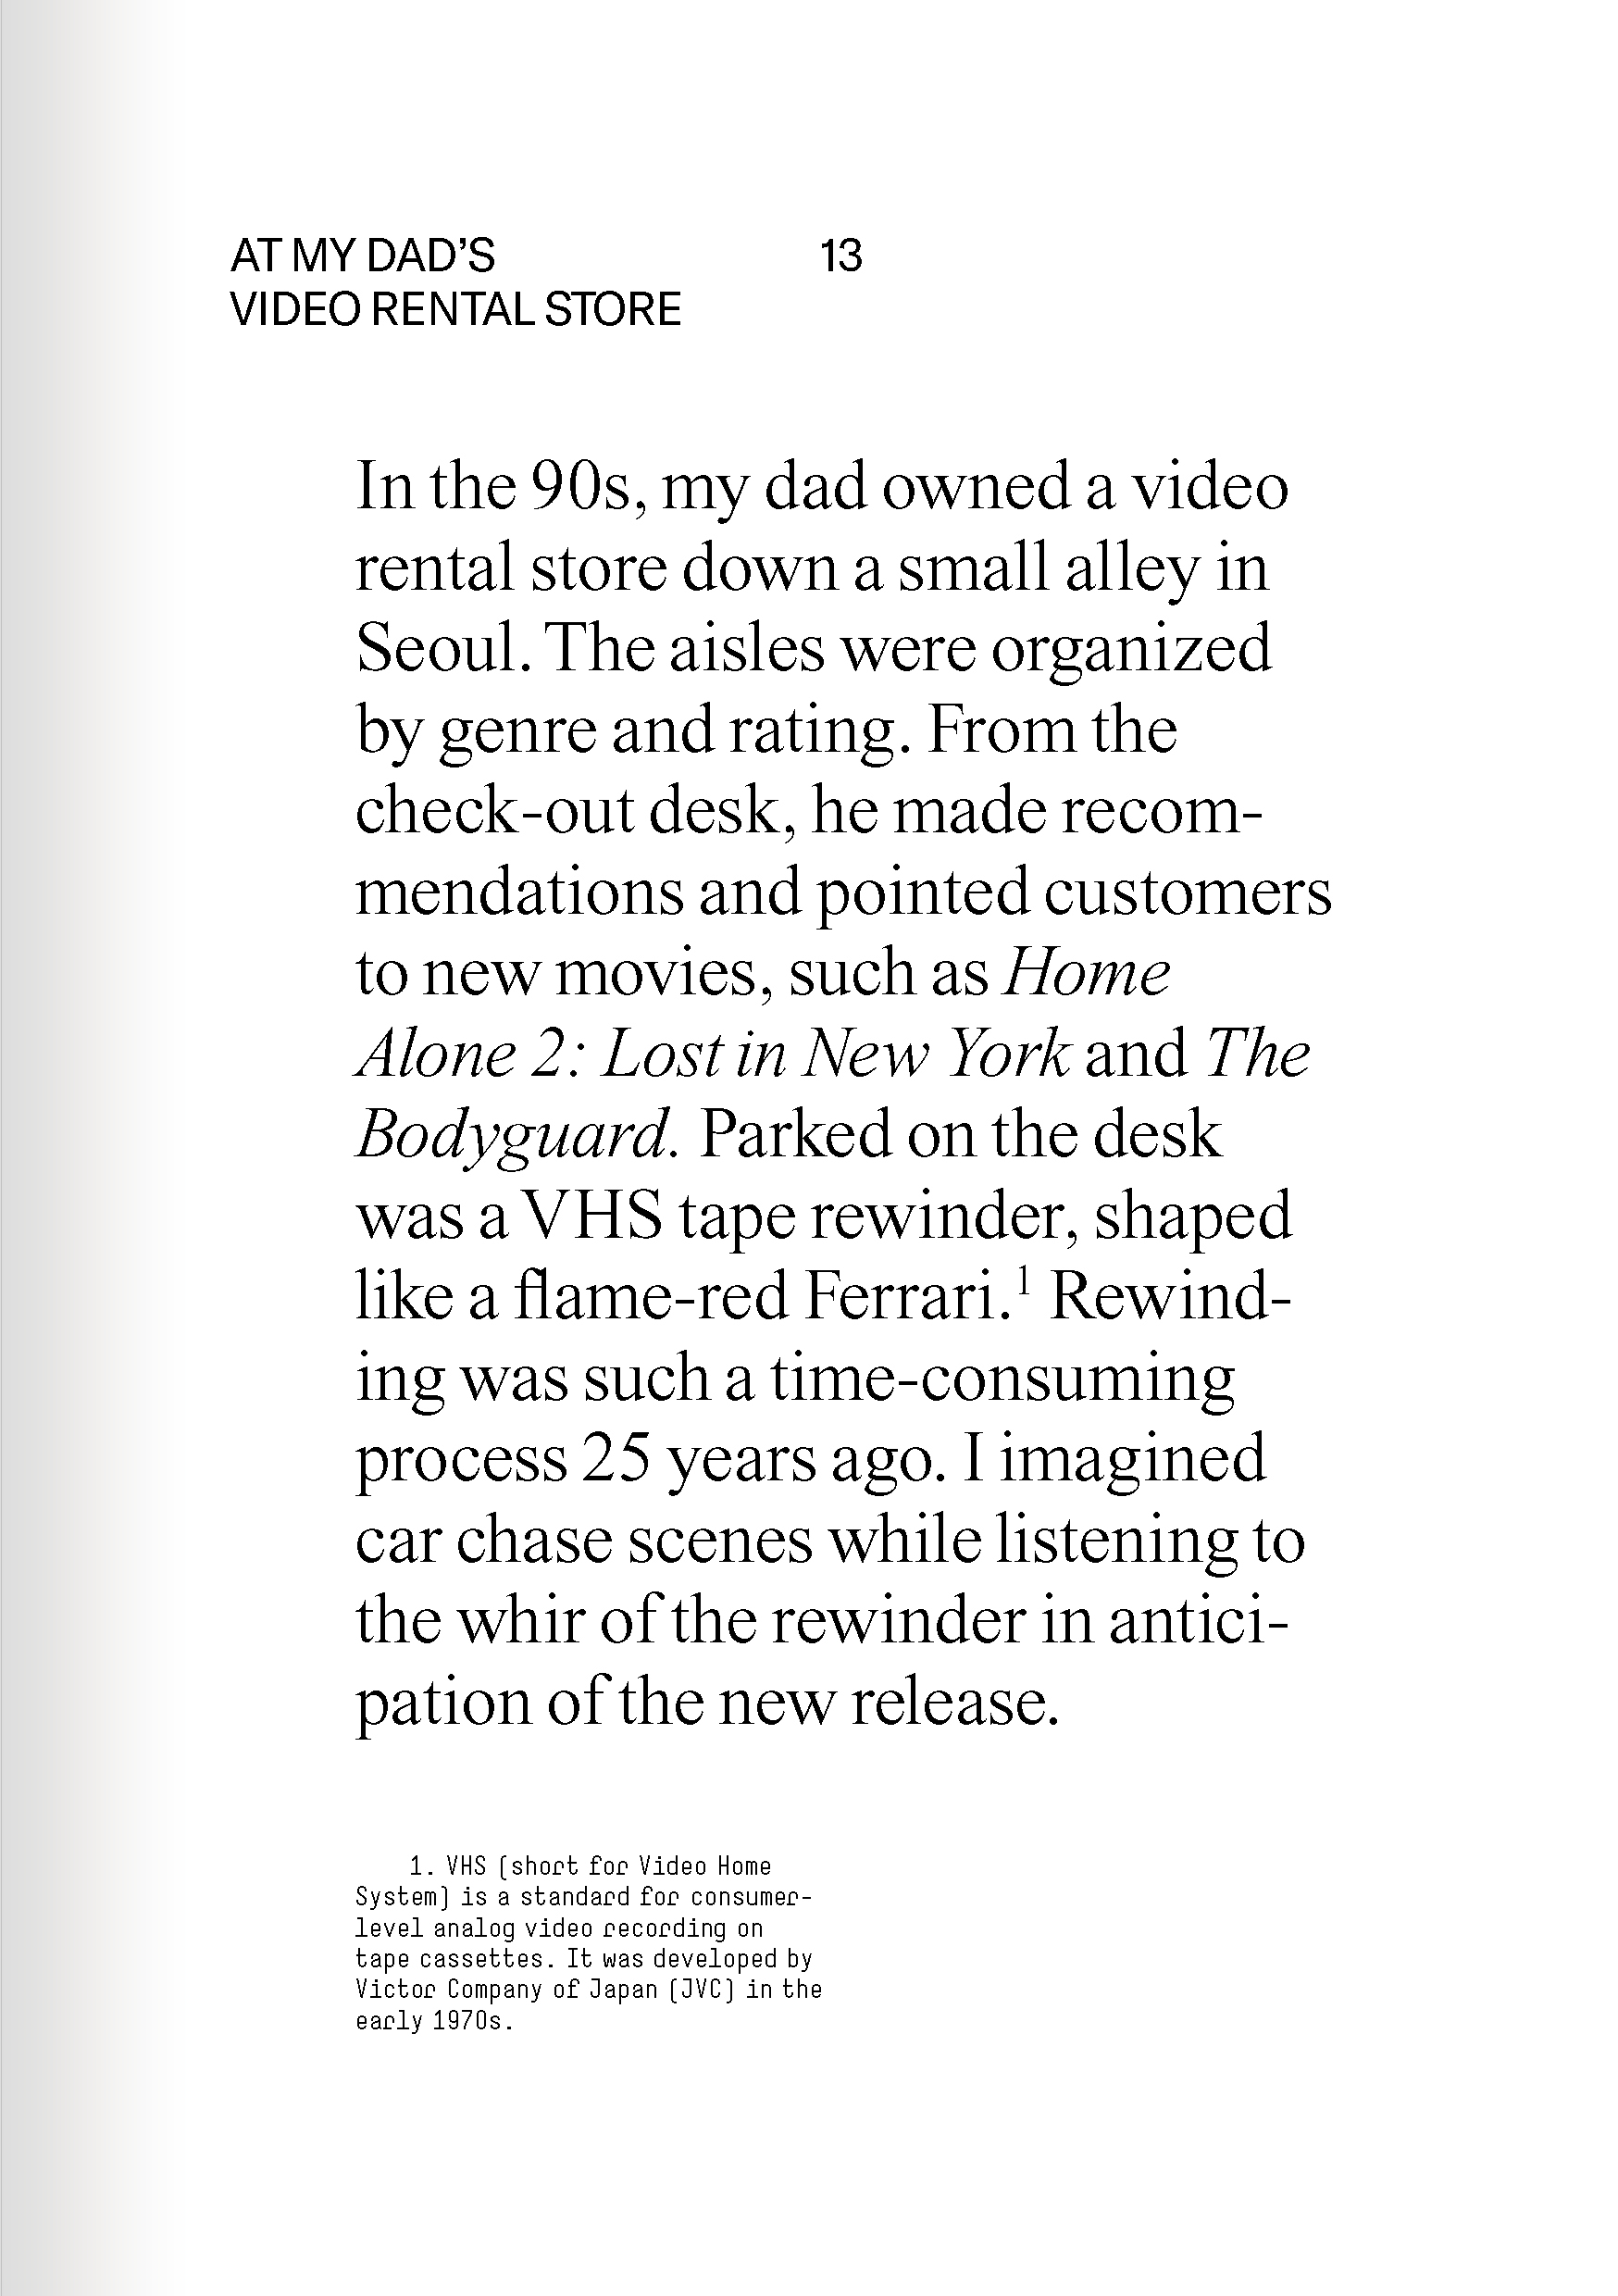 AT MY DAD’S
VIDEO RENTAL STORE
13
In the 90s, my dad owned a video
rental store down a small alley in
Seoul. The aisles were organized
by genre and rating. From the
check-out desk, he made recom-
mendations and pointed customers
to new movies, such as Home
Alone 2: Lost in New York and The
Bodyguard. Parked on the desk
was a VHS tape rewinder, shaped
like a flame-red Ferrari.¹ Rewind-
ing was such a time-consuming
process 25 years ago. I imagined
car chase scenes while listening to
the whir of the rewinder in antici-
pation of the new release.
1. VHS (short for Video Home
System) is a standard for consumer-
level analog video recording on
tape cassettes. It was developed by
Victor Company of Japan (JVC) in the
early 1970s.